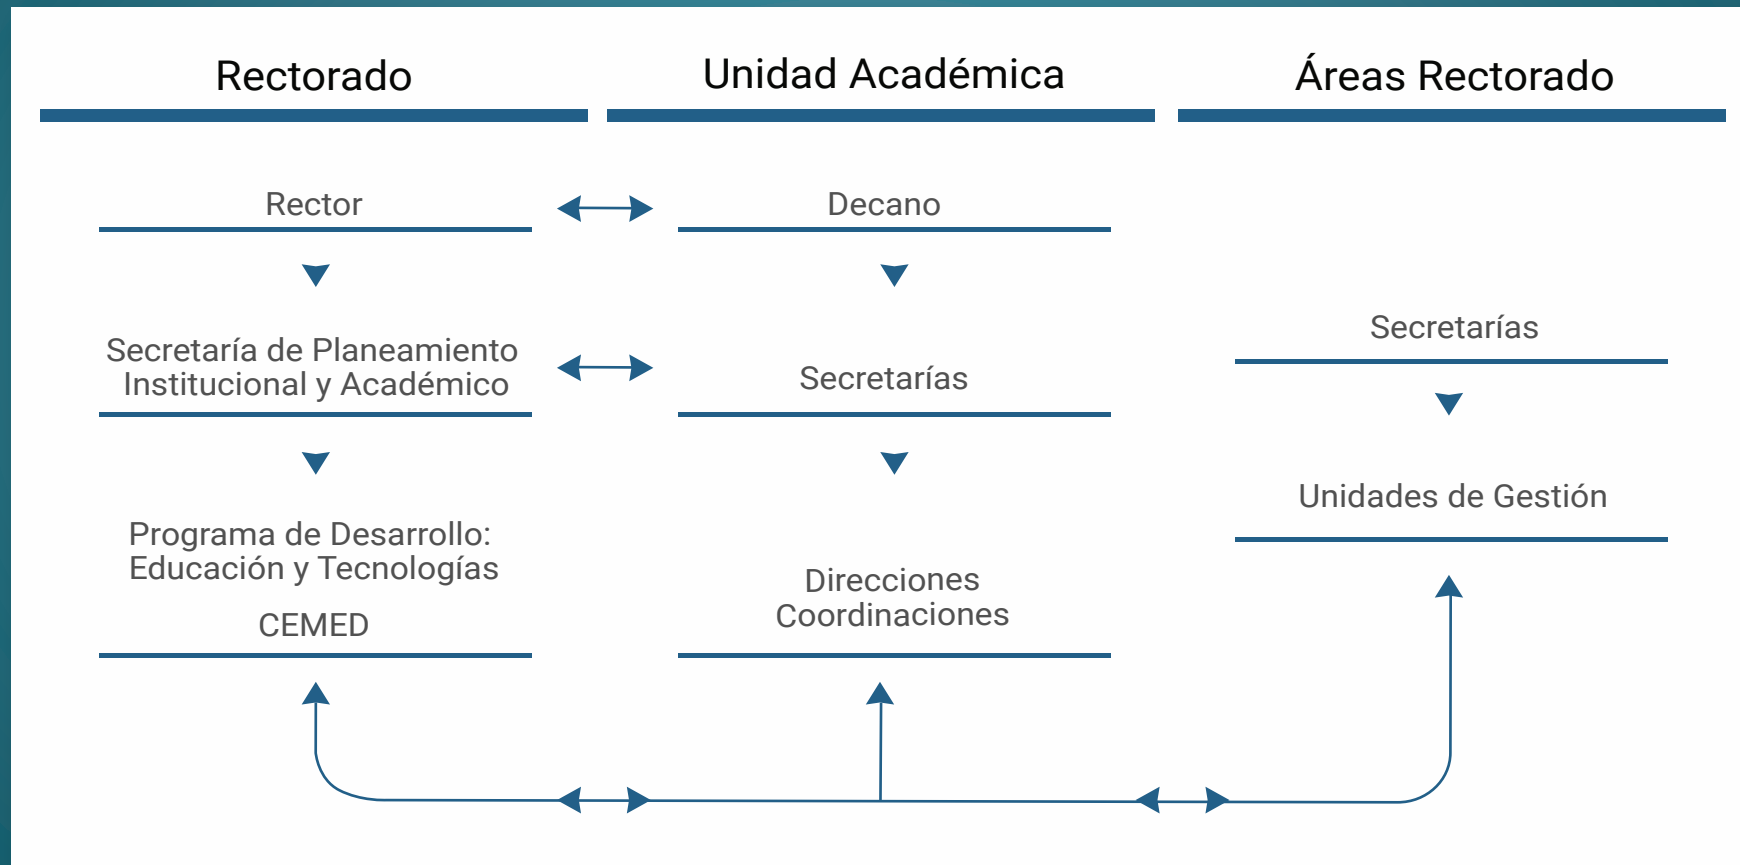 Rectorado
Unidad Académica
Áreas Rectorado
Rector
Decano
Secretaría de Planeamiento
Institucional y Académico
Secretarías
Secretarías
Unidades de Gestión
Programa de Desarrollo:
Educación y Tecnologías
CEMED
Direcciones
Coordinaciones